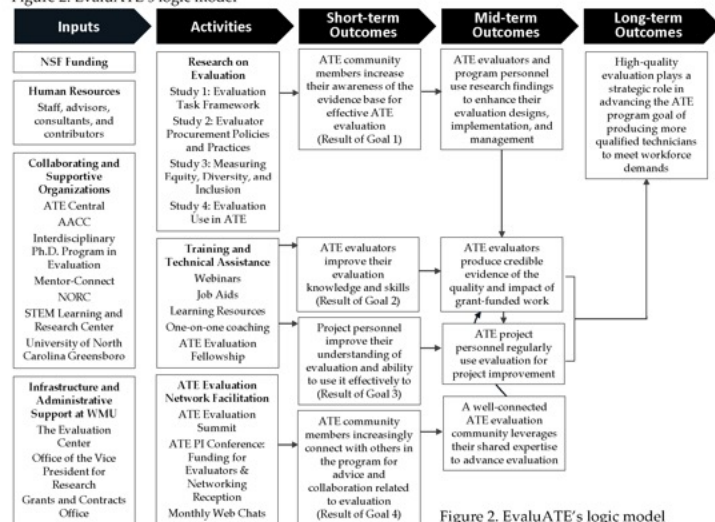 Figure 2. EvaluATE's logic model
Inputs
NSF Funding
Human Resources
Staff, advisors,
consultants, and
contributors
Collaborating and
Supportive
Organizations
ATE Central
AACC
Interdisciplinary
Ph.D. Program in
Evaluation
Mentor-Connect
NORC
STEM Learning and
Research Center
University of North
Carolina Greensboro
Infrastructure and
Administrative
Support at WMU
The Evaluation
Center
Office of the Vice
President for
Research
Grants and Contracts
Office
Activities
Research on
Evaluation
Study 1: Evaluation
Task Framework
Study 2: Evaluator
Procurement Policies
and Practices
Study 3: Measuring
Equity, Diversity, and
Inclusion
Study 4: Evaluation
Use in ATE
Training and
Technical Assistance
Webinars
Job Aids
Learning Resources
One-on-one coaching
ATE Evaluation
Fellowship
ATE Evaluation
Network Facilitation
ATE Evaluation
Summit
ATE PI Conference:
Funding for
Evaluators &
Networking
Reception
Monthly Web Chats
Short-term
Outcomes
ATE community
members increase
their awareness of the
evidence base for
effective ATE
evaluation
(Result of Goal 1)
ATE evaluators
improve their
evaluation
knowledge and skills
(Result of Goal 2)
Project personnel
improve their
understanding of
evaluation and ability
to use it effectively to
(Result of Goal 3)
ATE community
members increasingly
connect with others in
the program for
advice and
collaboration related
to evaluation
(Result of Goal 4)
Mid-term
Outcomes
ATE evaluators and
program personnel
use research findings
to enhance their
evaluation designs,
implementation, and
management
ATE evaluators
produce credible
evidence of the
quality and impact of
grant-funded work
ATE project
personnel regularly
use evaluation for
project improvement
A well-connected
ATE evaluation
community leverages
their shared expertise
to advance evaluation
Long-term
Outcomes
High-quality
evaluation plays a
strategic role in
advancing the ATE
program goal of
producing more
qualified technicians
to meet workforce
demands
Figure 2. EvaluATE's logic model